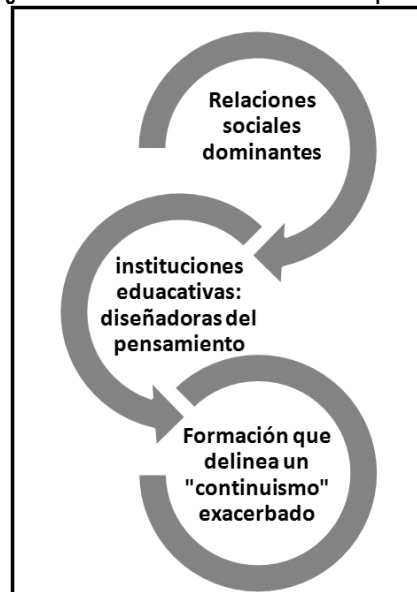 Relaciones
sociales
dominantes
instituciones
eduacativas:
diseñadoras del
pensamiento
Formación que
delinea un
"continuismo"
exacerbado